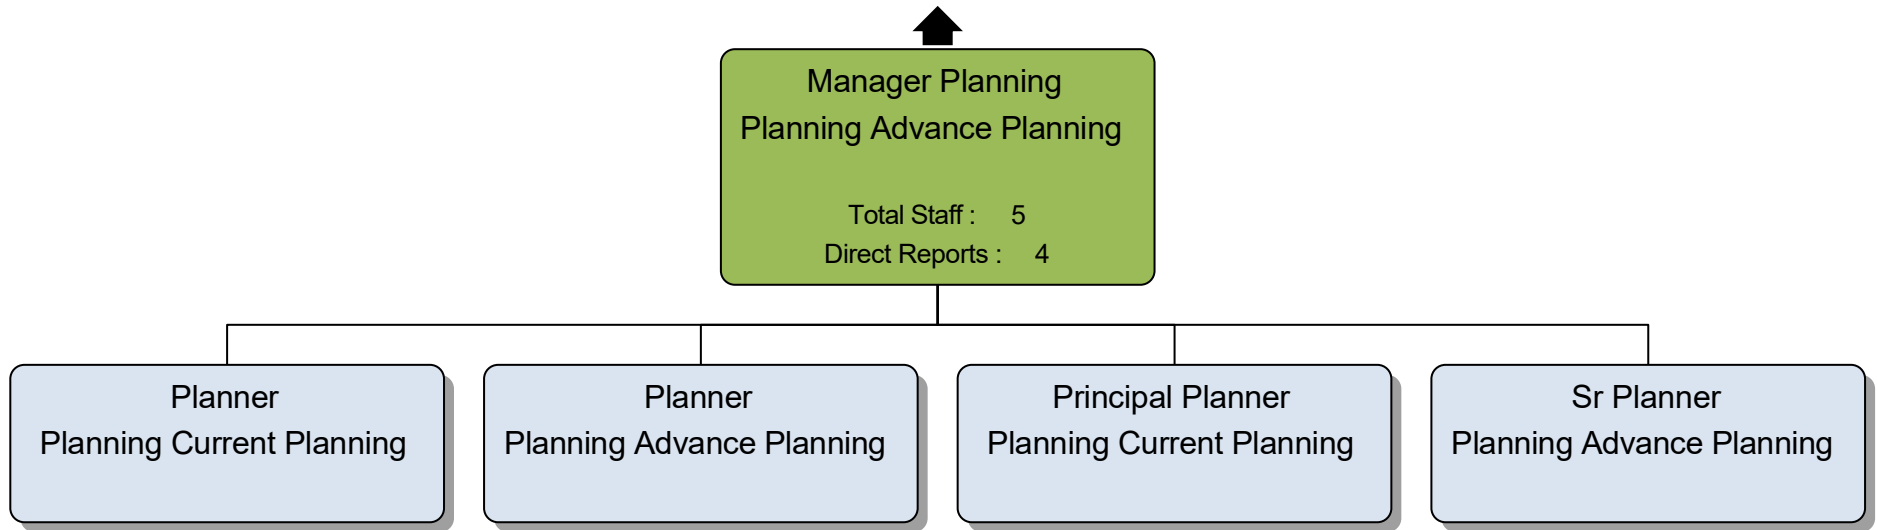 Manager Planning
Planning Advance Planning
Total Staff : 5
Direct Reports : 4
Planner
Planning Current Planning
Planner
Planning Advance Planning
Principal Planner
Planning Current Planning
Sr Planner
Planning Advance Planning